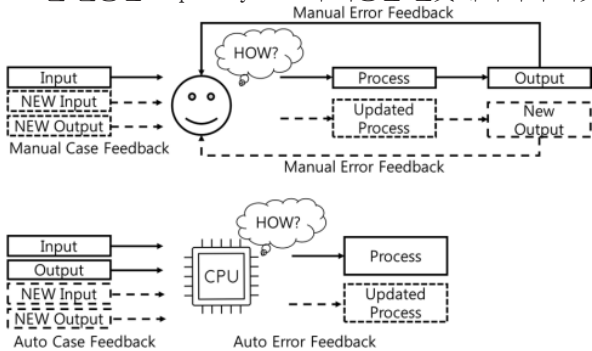 Manual Error Feedback
HOW?
Input
Process
Output
NEW Input
Updated
Process
New
Output
NEW Output
Manual Case Feedback
Manual Error Feedback
HOW?
Input
Process
Output
CPU
NEW Input
Updated
Process
NEW Output
Auto Case Feedback
Auto Error Feedback